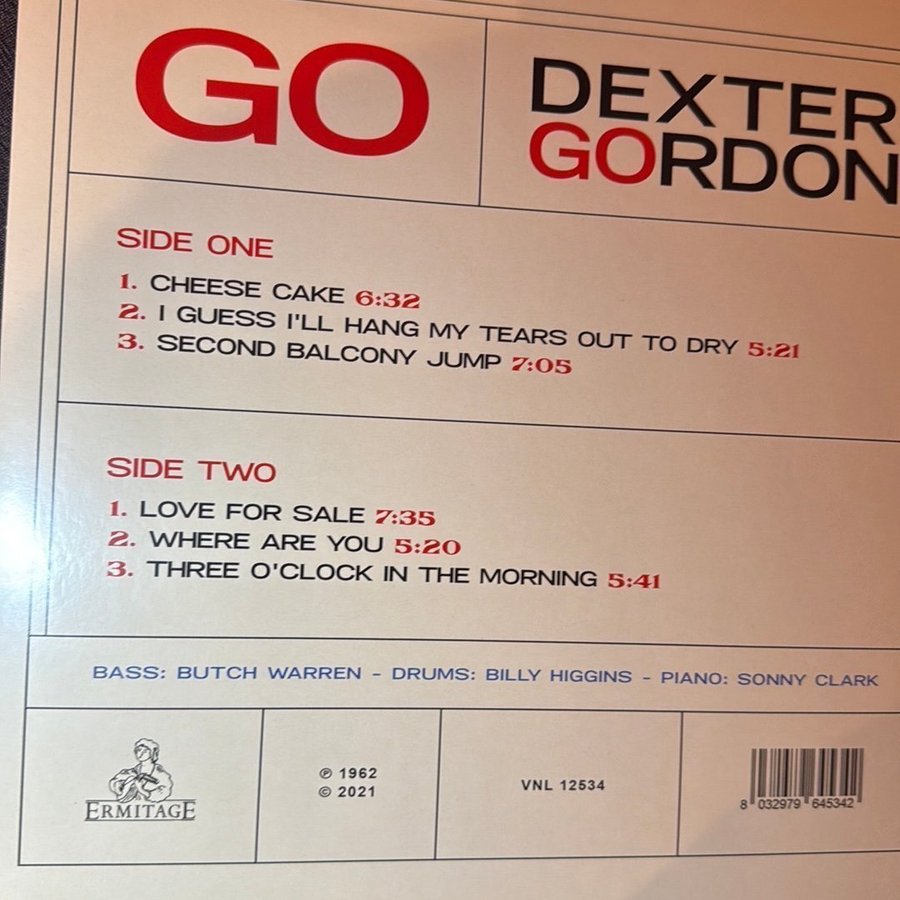 GO
DEXTER
GORDON
SIDE ONE
1. CHEESE CAKE 6:32
2. I GUESS I'LL HANG MY TEARS OUT TO DRY 5:21
3. SECOND BALCONY JUMP 7:05
SIDE TWO
1. LOVE FOR SALE 7:35
2. WHERE ARE YOU 5:20
3. THREE O'CLOCK IN THE MORNING 5:41
BASS: BUTCH WARREN - DRUMS: BILLY HIGGINS - PIANO: SONNY CLARK
ERMITAGE
℗ 1962
© 2021
VNL 12534
8 032979 645342